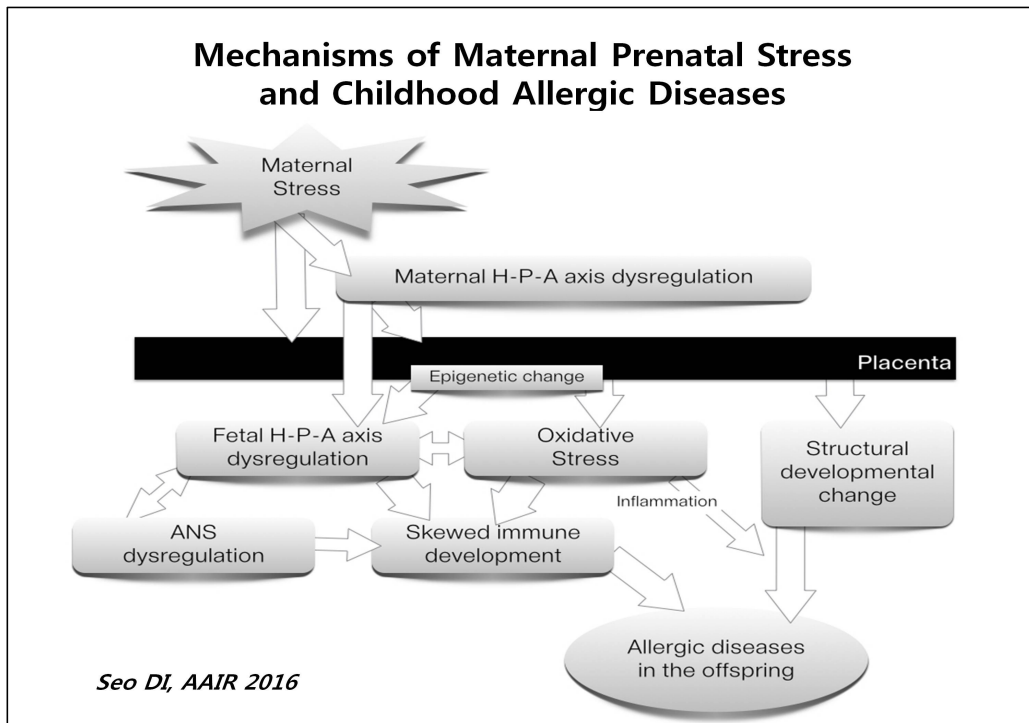 Mechanisms of Maternal Prenatal Stress
and Childhood Allergic Diseases
Maternal
Stress
Maternal H-P-A axis dysregulation
Placenta
Epigenetic change
Fetal H-P-A axis
dysregulation
Oxidative
Stress
Structural
developmental
change
Inflammation
ANS
dysregulation
Skewed immune
development
Allergic diseases
in the offspring
Seo DI, AAIR 2016